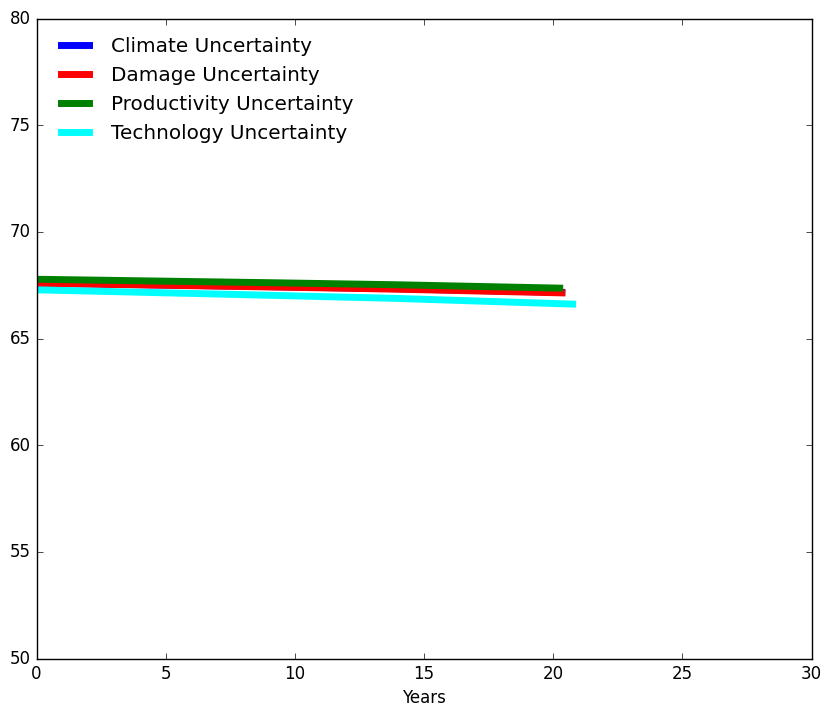 80
Climate Uncertainty
Damage Uncertainty
Productivity Uncertainty
Technology Uncertainty
75
70
65
60
55
50
0 5 10 15 20 25 30
Years